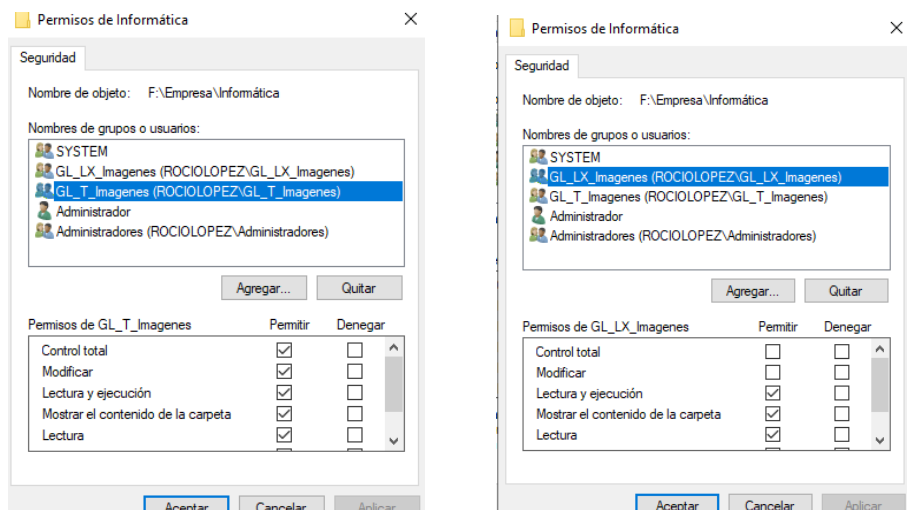 Permisos de Informática
Seguridad
Nombre de objeto: F:\Empresa\Informática
Nombres de grupos o usuarios:
SYSTEM
GL_LX_Imagenes (ROCIOLOPEZ\GL_LX_Imagenes)
GL_T_Imagenes (ROCIOLOPEZ\GL_T_Imagenes)
Administrador
Administradores (ROCIOLOPEZ\Administradores)
Agregar... Quitar
Permisos de GL_T_Imagenes Permitir Denegar
Control total
Modificar
Lectura y ejecución
Mostrar el contenido de la carpeta
Lectura
Aceptar Cancelar Aplicar
Permisos de Informática
Seguridad
Nombre de objeto: F:\Empresa\Informática
Nombres de grupos o usuarios:
SYSTEM
GL_LX_Imagenes (ROCIOLOPEZ\GL_LX_Imagenes)
GL_T_Imagenes (ROCIOLOPEZ\GL_T_Imagenes)
Administrador
Administradores (ROCIOLOPEZ\Administradores)
Agregar... Quitar
Permisos de GL_LX_Imagenes Permitir Denegar
Control total
Modificar
Lectura y ejecución
Mostrar el contenido de la carpeta
Lectura
Aceptar Cancelar Aplicar